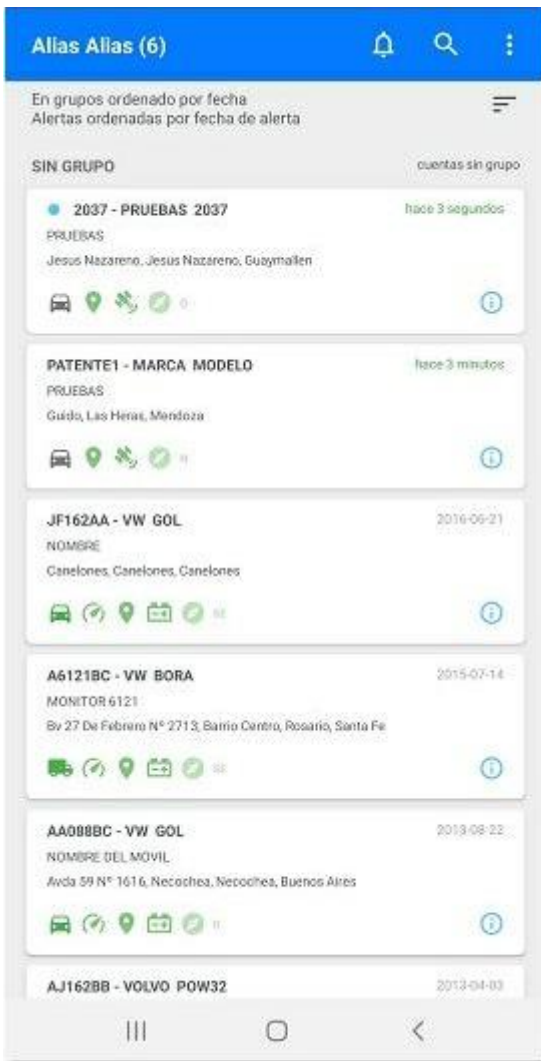 Alias Alias (6)
En grupos ordenado por fecha
Alertas ordenadas por fecha de alerta
SIN GRUPO cuentas sin grupo
2037 - PRUEBAS 2037 hace 3 segundos
PRUEBAS
Jesus Nazareno, Jesus Nazareno, Guaymallen
PATENTE1 - MARCA MODELO hace 3 minutos
PRUEBAS
Guido, Las Heras, Mendoza
JF162AA - VW GOL 2016-06-21
NOMBRE
Canelones, Canelones, Canelones
A6121BC - VW BORA 2015-07-14
MONITOR 6121
Bv 27 De Febrero Nº 2713, Barrio Centro, Rosario, Santa Fe
AA088BC - VW GOL 2013-08-22
NOMBRE DEL MOVIL
Avda 59 Nº 1616, Necochea, Necochea, Buenos Aires
AJ162BB - VOLVO POW32 2013-04-03